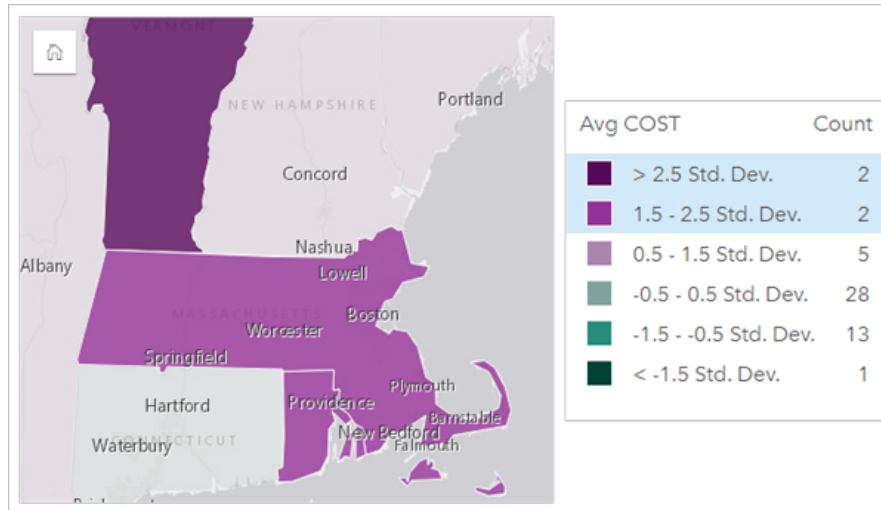 VERMONT
NEW HAMPSHIRE
Portland
Concord
Nashua
Albany
Lowell
MASSACHUSETTS
Boston
Worcester
Springfield
Plymouth
Hartford
Providence
Barnstable
New Bedford
Waterbury
CONNECTICUT
Falmouth
Avg COST Count
> 2.5 Std. Dev. 2
1.5 - 2.5 Std. Dev. 2
0.5 - 1.5 Std. Dev. 5
-0.5 - 0.5 Std. Dev. 28
-1.5 - -0.5 Std. Dev. 13
< -1.5 Std. Dev. 1